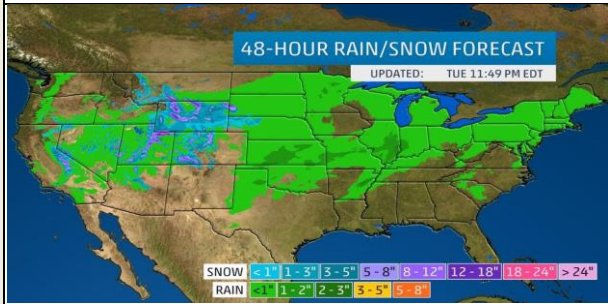 48-HOUR RAIN/SNOW FORECAST
UPDATED: TUE 11:49 PM EDT
SNOW <1" 1 - 3" 3 - 5" 5 - 8" 8 - 12" 12 - 18" 18 - 24" > 24"
RAIN <1" 1 - 2" 2 - 3" 3 - 5" 5 - 8"